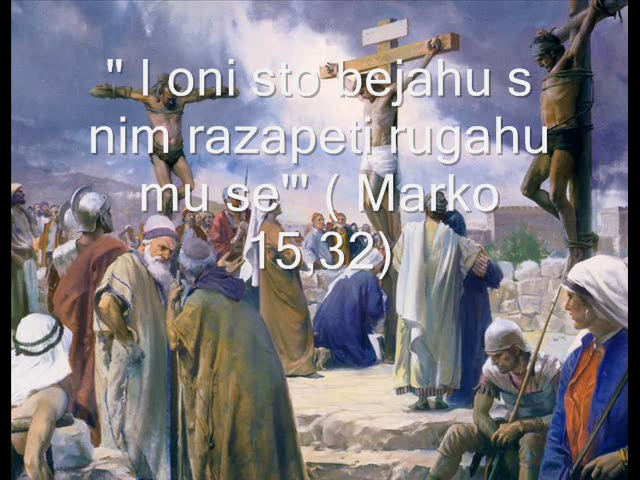 " I oni sto bejahu s
nim razapeti rugahu
mu se'" ( Marko
15,32)